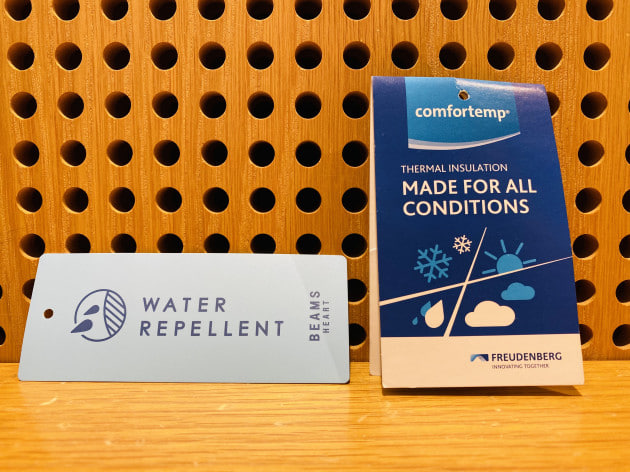 WATER
REPELLENT
BEAMS
HEART
comfortemp®
THERMAL INSULATION
MADE FOR ALL
CONDITIONS
FREUDENBERG
INNOVATING TOGETHER